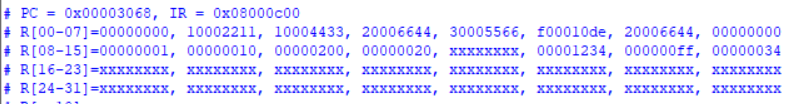 # PC = 0x00003068, IR = 0x08000c00
# R[00-07]=00000000, 10002211, 10004433, 20006644, 30005566, f00010de, 20006644, 00000000
# R[08-15]=00000001, 00000010, 00000200, 00000020, xxxxxxxx, 00001234, 000000ff, 00000034
# R[16-23]=xxxxxxxx, xxxxxxxx, xxxxxxxx, xxxxxxxx, xxxxxxxx, xxxxxxxx, xxxxxxxx, xxxxxxxx
# R[24-31]=xxxxxxxx, xxxxxxxx, xxxxxxxx, xxxxxxxx, xxxxxxxx, xxxxxxxx, xxxxxxxx, xxxxxxxx